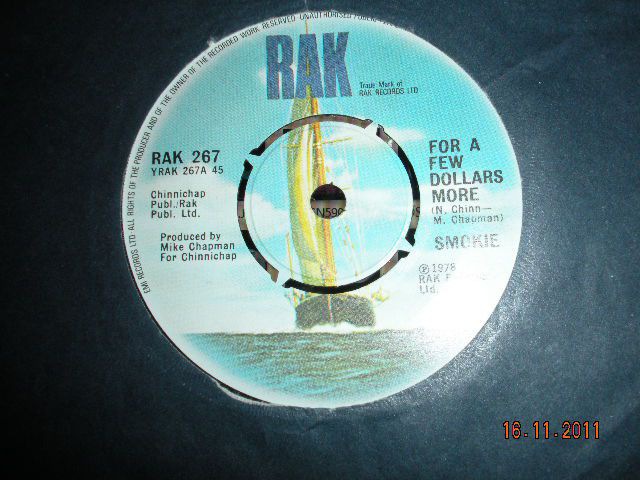 EMI RECORDS LTD ALL RIGHTS OF THE PRODUCER AND OF THE OWNER OF THE RECORDED WORK RESERVED UNAUTHORISED
RAK
Trade Mark of
RAK RECORDS LTD
RAK 267
YRAK 267A 45
Chinnichap
Publ./Rak
Publ. Ltd.
Produced by
Mike Chapman
For Chinnichap
FOR A
FEW
DOLLARS
MORE
(N. Chinn—
M. Chapman)
SMOKIE
℗ 1978
RAK
Ltd.
16.11.2011